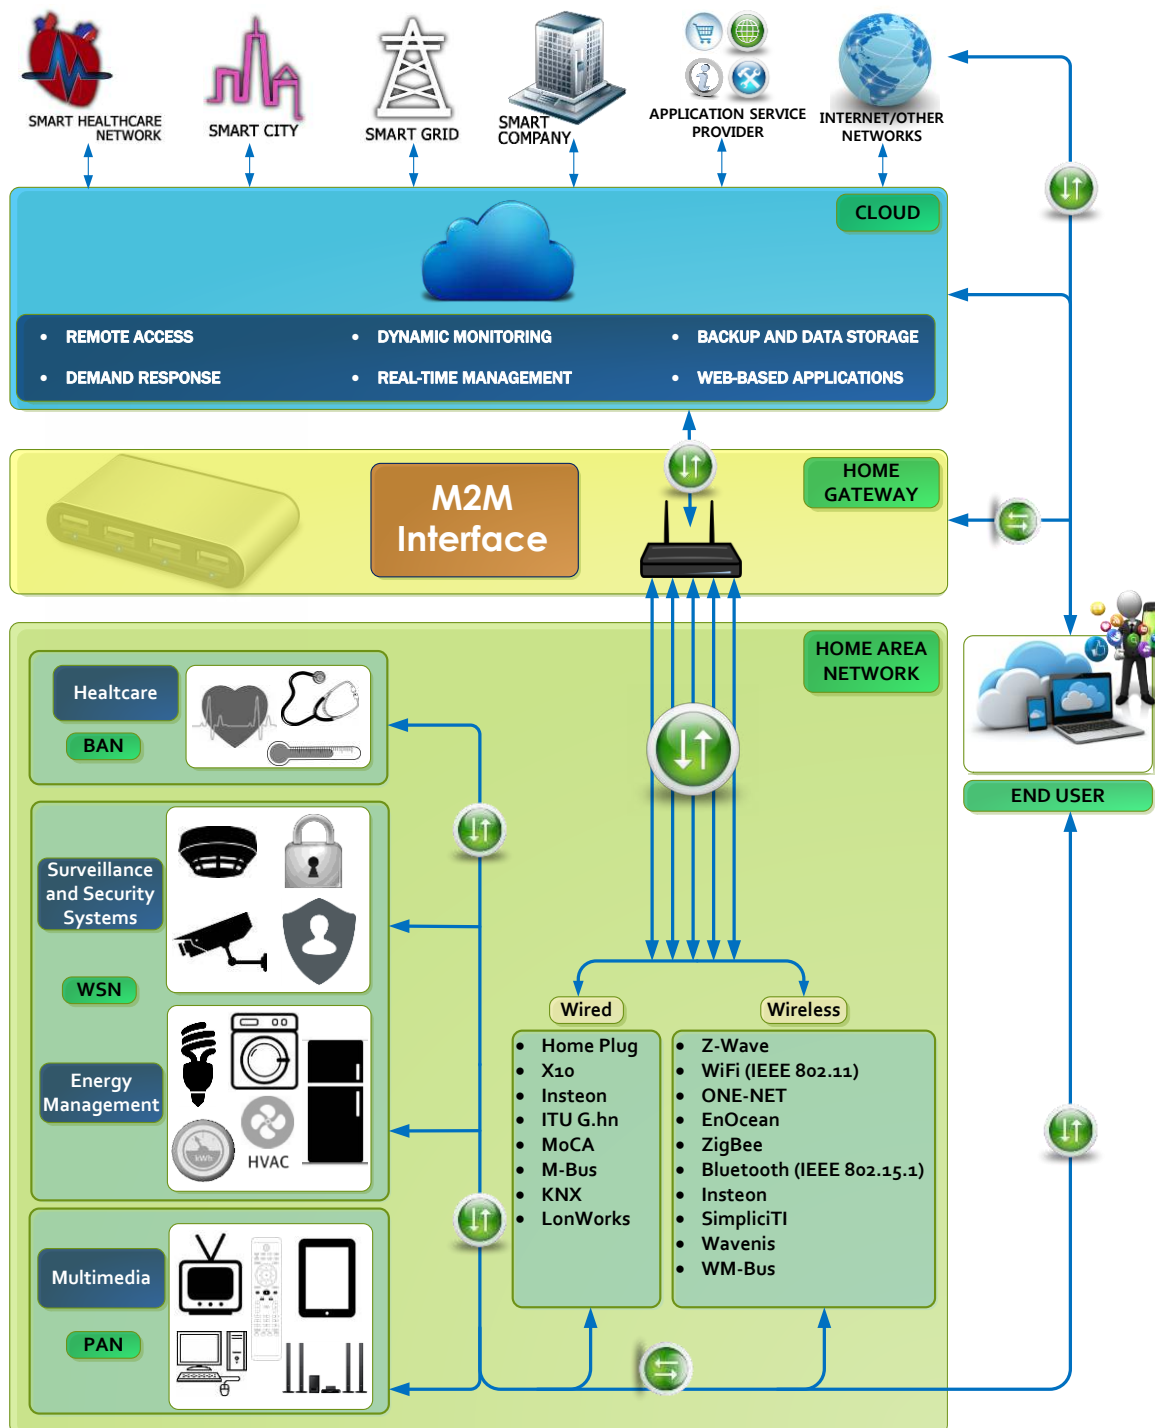 SMART HEALTHCARE
NETWORK
SMART CITY
SMART GRID
SMART
COMPANY
APPLICATION SERVICE
PROVIDER
INTERNET/OTHER
NETWORKS
CLOUD
• REMOTE ACCESS
• DYNAMIC MONITORING
• BACKUP AND DATA STORAGE
• DEMAND RESPONSE
• REAL-TIME MANAGEMENT
• WEB-BASED APPLICATIONS
M2M
Interface
HOME
GATEWAY
HOME AREA
NETWORK
Healtcare
BAN
END USER
Surveillance
and Security
Systems
WSN
Energy
Management
kWh
HVAC
Multimedia
PAN
Wired
• Home Plug
• X10
• Insteon
• ITU G.hn
• MoCA
• M-Bus
• KNX
• LonWorks
Wireless
• Z-Wave
• WiFi (IEEE 802.11)
• ONE-NET
• EnOcean
• ZigBee
• Bluetooth (IEEE 802.15.1)
• Insteon
• SimpliciTI
• Wavenis
• WM-Bus